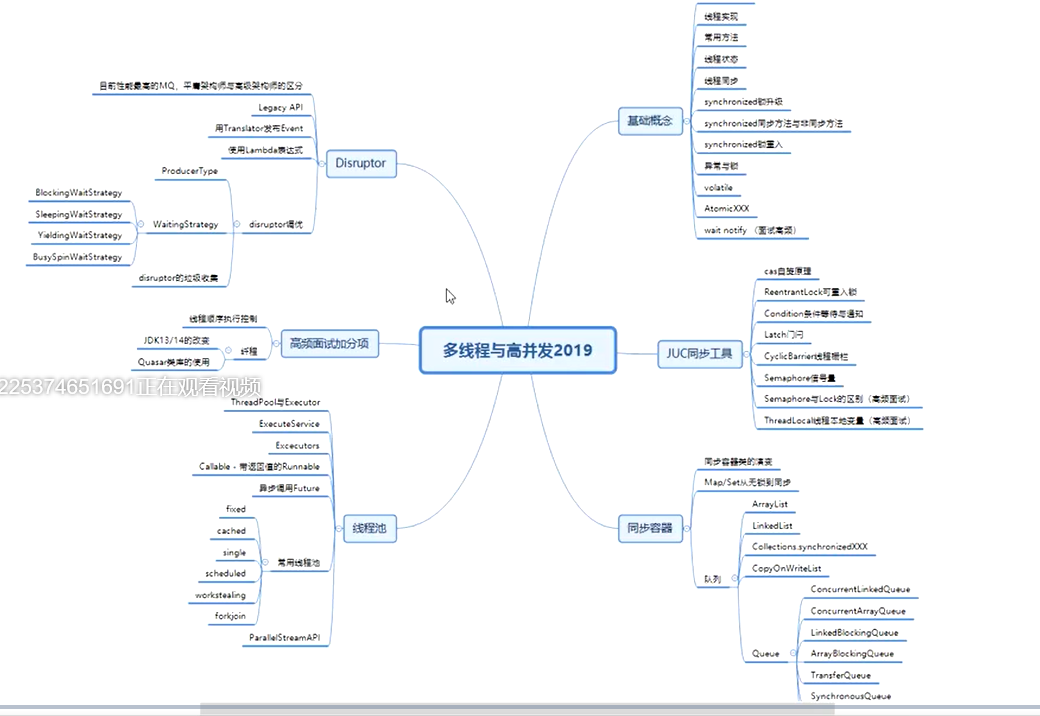 多线程与高并发2019
基础概念
线程实现
常用方法
线程状态
线程同步
synchronized锁升级
synchronized同步方法与非同步方法
synchronized锁重入
异常与锁
volatile
AtomicXXX
wait notify （面试高频）
JUC同步工具
cas自旋原理
ReentrantLock可重入锁
Condition条件等待与通知
Latch门闩
CyclicBarrier线程栅栏
Semaphore信号量
Semaphore与Lock的区别（高频面试）
ThreadLocal线程本地变量（高频面试）
同步容器
同步容器类的演变
Map/Set从无锁到同步
队列
ArrayList
LinkedList
Collections.synchronizedXXX
CopyOnWriteList
Queue
ConcurrentLinkedQueue
ConcurrentArrayQueue
LinkedBlockingQueue
ArrayBlockingQueue
TransferQueue
SynchronousQueue
Disruptor
目前性能最高的MQ，平庸架构师与高级架构师的区分
Legacy API
用Translator发布Event
使用Lambda表达式
disruptor调优
ProducerType
WaitingStrategy
BlockingWaitStrategy
SleepingWaitStrategy
YieldingWaitStrategy
BusySpinWaitStrategy
disruptor的垃圾收集
高频面试加分项
线程顺序执行控制
纤程
JDK13/14的改变
Quasar类库的使用
225374651691正在观看视频
线程池
ThreadPool与Executor
ExecuteService
Excecutors
Callable - 带返回值的Runnable
异步调用Future
常用线程池
fixed
cached
single
scheduled
workstealing
forkjoin
ParallelStreamAPI